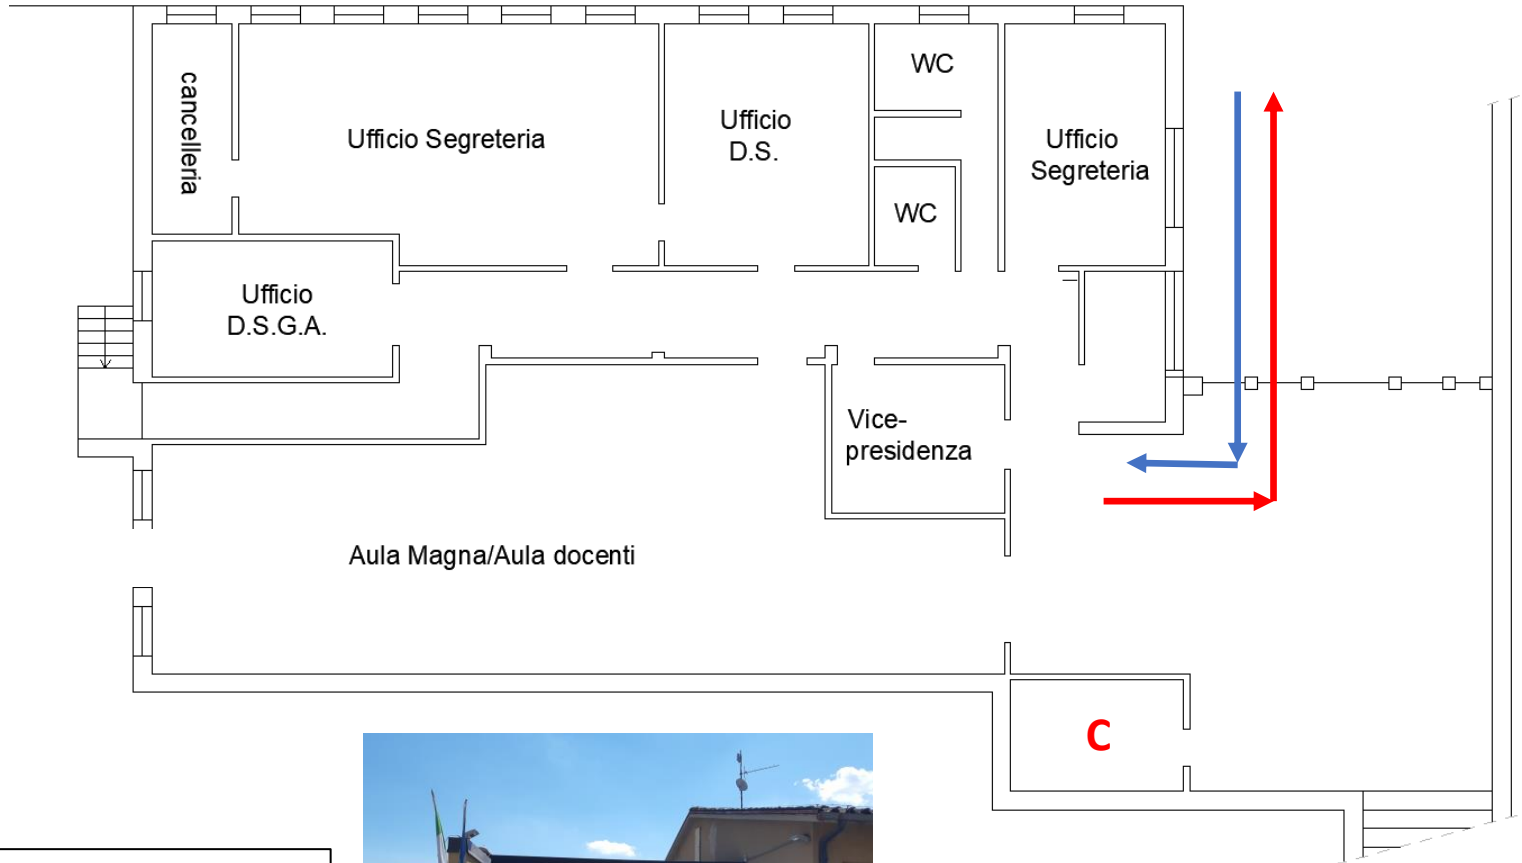 cancelleria
Ufficio Segreteria
Ufficio
D.S.
WC
WC
Ufficio
Segreteria
Ufficio
D.S.G.A.
Vice-
presidenza
Aula Magna/Aula docenti
C